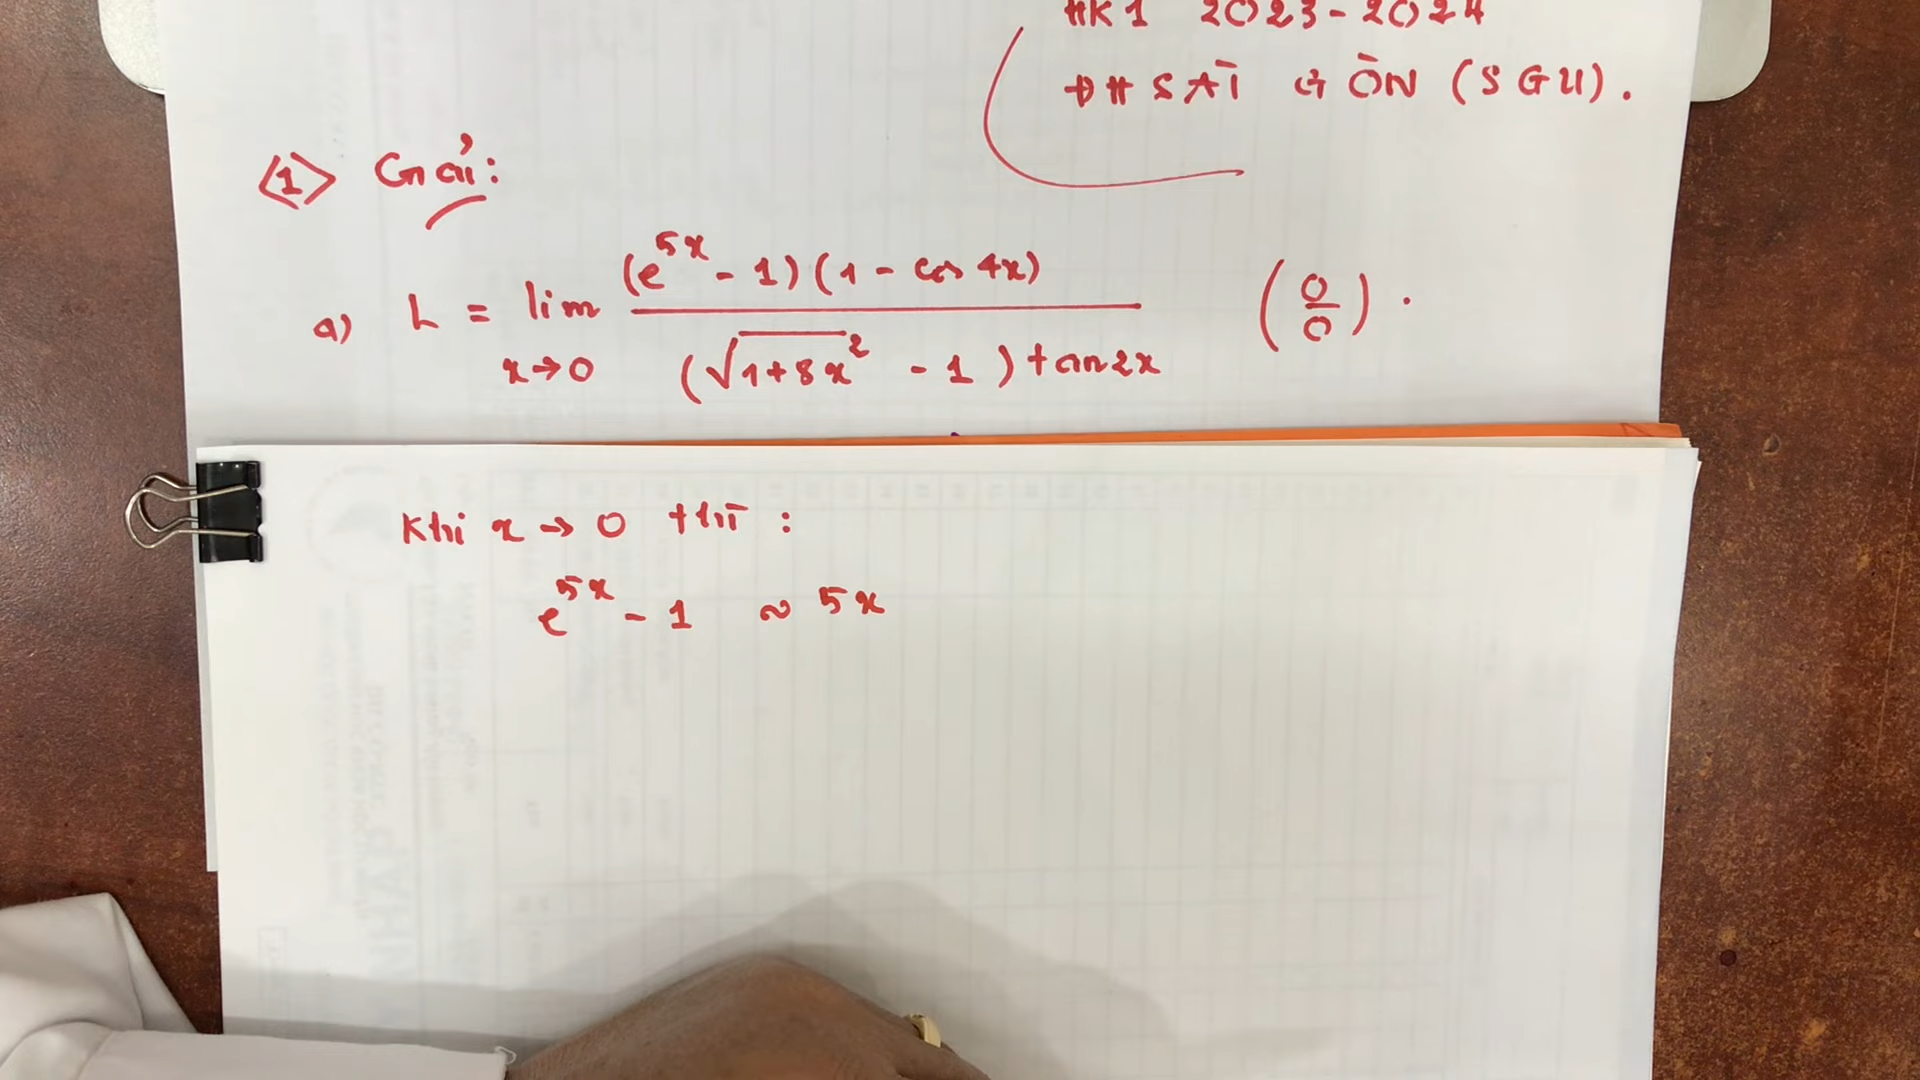 HK1 2023-2024
ĐH SÀI GÒN (SGU).
<1> Giải:
a) L = lim x→0 (e^5x - 1)(1 - cos 4x) / (√1+8x² - 1) tan2x (0/0).
Khi x → 0 thì :
e^5x - 1 ~ 5x